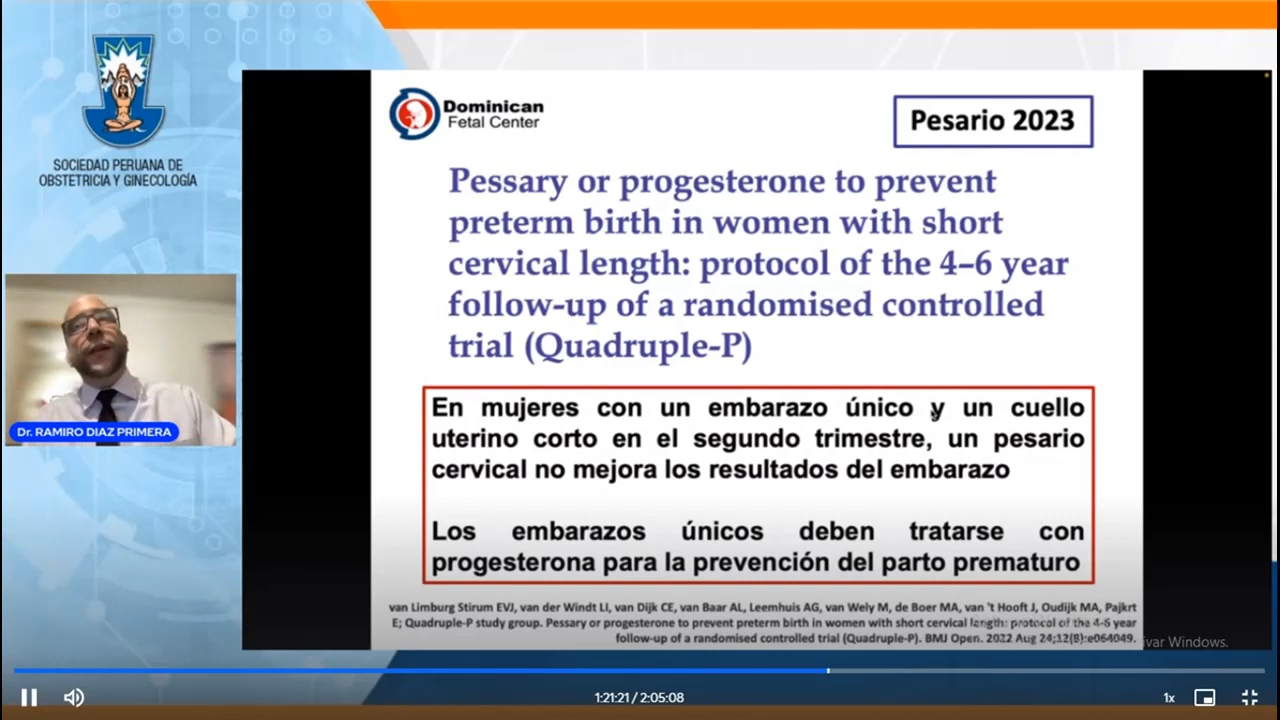 SOCIEDAD PERUANA DE
OBSTETRICIA Y GINECOLOGÍA
Dr. RAMIRO DIAZ PRIMERA
Dominican
Fetal Center
Pesario 2023
Pessary or progesterone to prevent
preterm birth in women with short
cervical length: protocol of the 4–6 year
follow-up of a randomised controlled
trial (Quadruple-P)
En mujeres con un embarazo único y un cuello
uterino corto en el segundo trimestre, un pesario
cervical no mejora los resultados del embarazo
Los embarazos únicos deben tratarse con
progesterona para la prevención del parto prematuro
van Limburg Stirum EVJ, van der Windt LI, van Dijk CE, van Baar AL, Leemhuis AG, van Wely M, de Boer MA, van 't Hooft J, Oudijk MA, Pajkrt
E; Quadruple-P study group. Pessary or progesterone to prevent preterm birth in women with short cervical length: protocol of the 4-6 year
follow-up of a randomised controlled trial (Quadruple-P). BMJ Open. 2022 Aug 24;12(8):e064049.
Windows.
1:21:21 / 2:05:08
1x